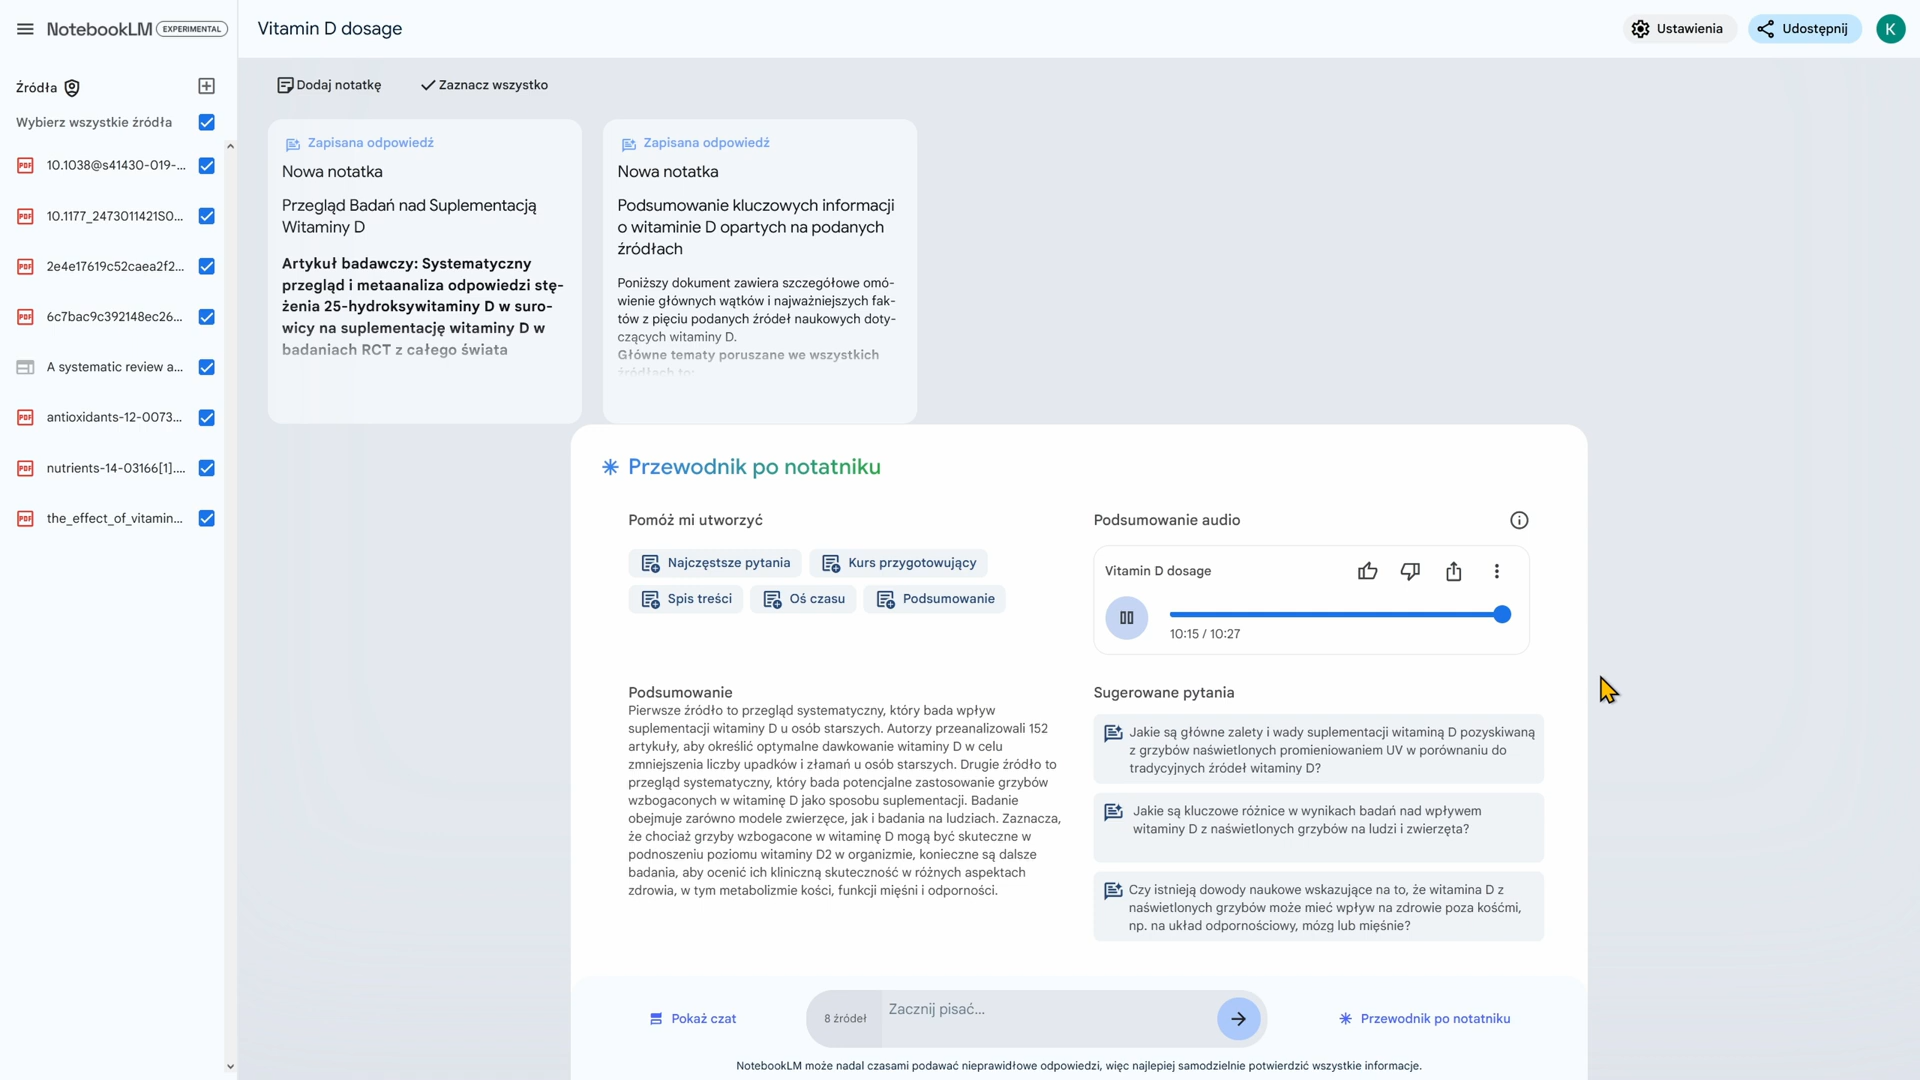 NotebookLM EXPERIMENTAL
Vitamin D dosage
Ustawienia
Udostępnij
K
Źródła
Wybierz wszystkie źródła
10.1038@s41430-019-...
10.1177_2473011421S0...
2e4e17619c52caea2f2...
6c7bac9c392148ec26...
A systematic review a...
antioxidants-12-0073...
nutrients-14-03166[1]....
the_effect_of_vitamin...
Dodaj notatkę
Zaznacz wszystko
Zapisana odpowiedź
Nowa notatka
Przegląd Badań nad Suplementacją
Witaminy D
Artykuł badawczy: Systematyczny
przegląd i metaanaliza odpowiedzi stę-
żenia 25-hydroksywitaminy D w suro-
wicy na suplementację witaminy D w
badaniach RCT z całego świata
Zapisana odpowiedź
Nowa notatka
Podsumowanie kluczowych informacji
o witaminie D opartych na podanych
źródłach
Poniższy dokument zawiera szczegółowe omó-
wienie głównych wątków i najważniejszych fak-
tów z pięciu podanych źródeł naukowych doty-
czących witaminy D.
Główne tematy poruszane we wszystkich
źródłach to:
Przewodnik po notatniku
Pomóż mi utworzyć
Najczęstsze pytania
Kurs przygotowujący
Spis treści
Oś czasu
Podsumowanie
Podsumowanie audio
Vitamin D dosage
10:15 / 10:27
Podsumowanie
Pierwsze źródło to przegląd systematyczny, który bada wpływ
suplementacji witaminy D u osób starszych. Autorzy przeanalizowali 152
artykuły, aby określić optymalne dawkowanie witaminy D w celu
zmniejszenia liczby upadków i złamań u osób starszych. Drugie źródło to
przegląd systematyczny, który bada potencjalne zastosowanie grzybów
wzbogaconych w witaminę D jako sposobu suplementacji. Badanie
obejmuje zarówno modele zwierzęce, jak i badania na ludziach. Zaznacza,
że chociaż grzyby wzbogacone w witaminę D mogą być skuteczne w
podnoszeniu poziomu witaminy D2 w organizmie, konieczne są dalsze
badania, aby ocenić ich kliniczną skuteczność w różnych aspektach
zdrowia, w tym metabolizmie kości, funkcji mięśni i odporności.
Sugerowane pytania
Jakie są główne zalety i wady suplementacji witaminą D pozyskiwaną
z grzybów naświetlonych promieniowaniem UV w porównaniu do
tradycyjnych źródeł witaminy D?
Jakie są kluczowe różnice w wynikach badań nad wpływem
witaminy D z naświetlonych grzybów na ludzi i zwierzęta?
Czy istnieją dowody naukowe wskazujące na to, że witamina D z
naświetlonych grzybów może mieć wpływ na zdrowie poza kośćmi,
np. na układ odpornościowy, mózg lub mięśnie?
Pokaż czat
8 źródeł
Zacznij pisać...
Przewodnik po notatniku
NotebookLM może nadal czasami podawać nieprawidłowe odpowiedzi, więc najlepiej samodzielnie potwierdzić wszystkie informacje.